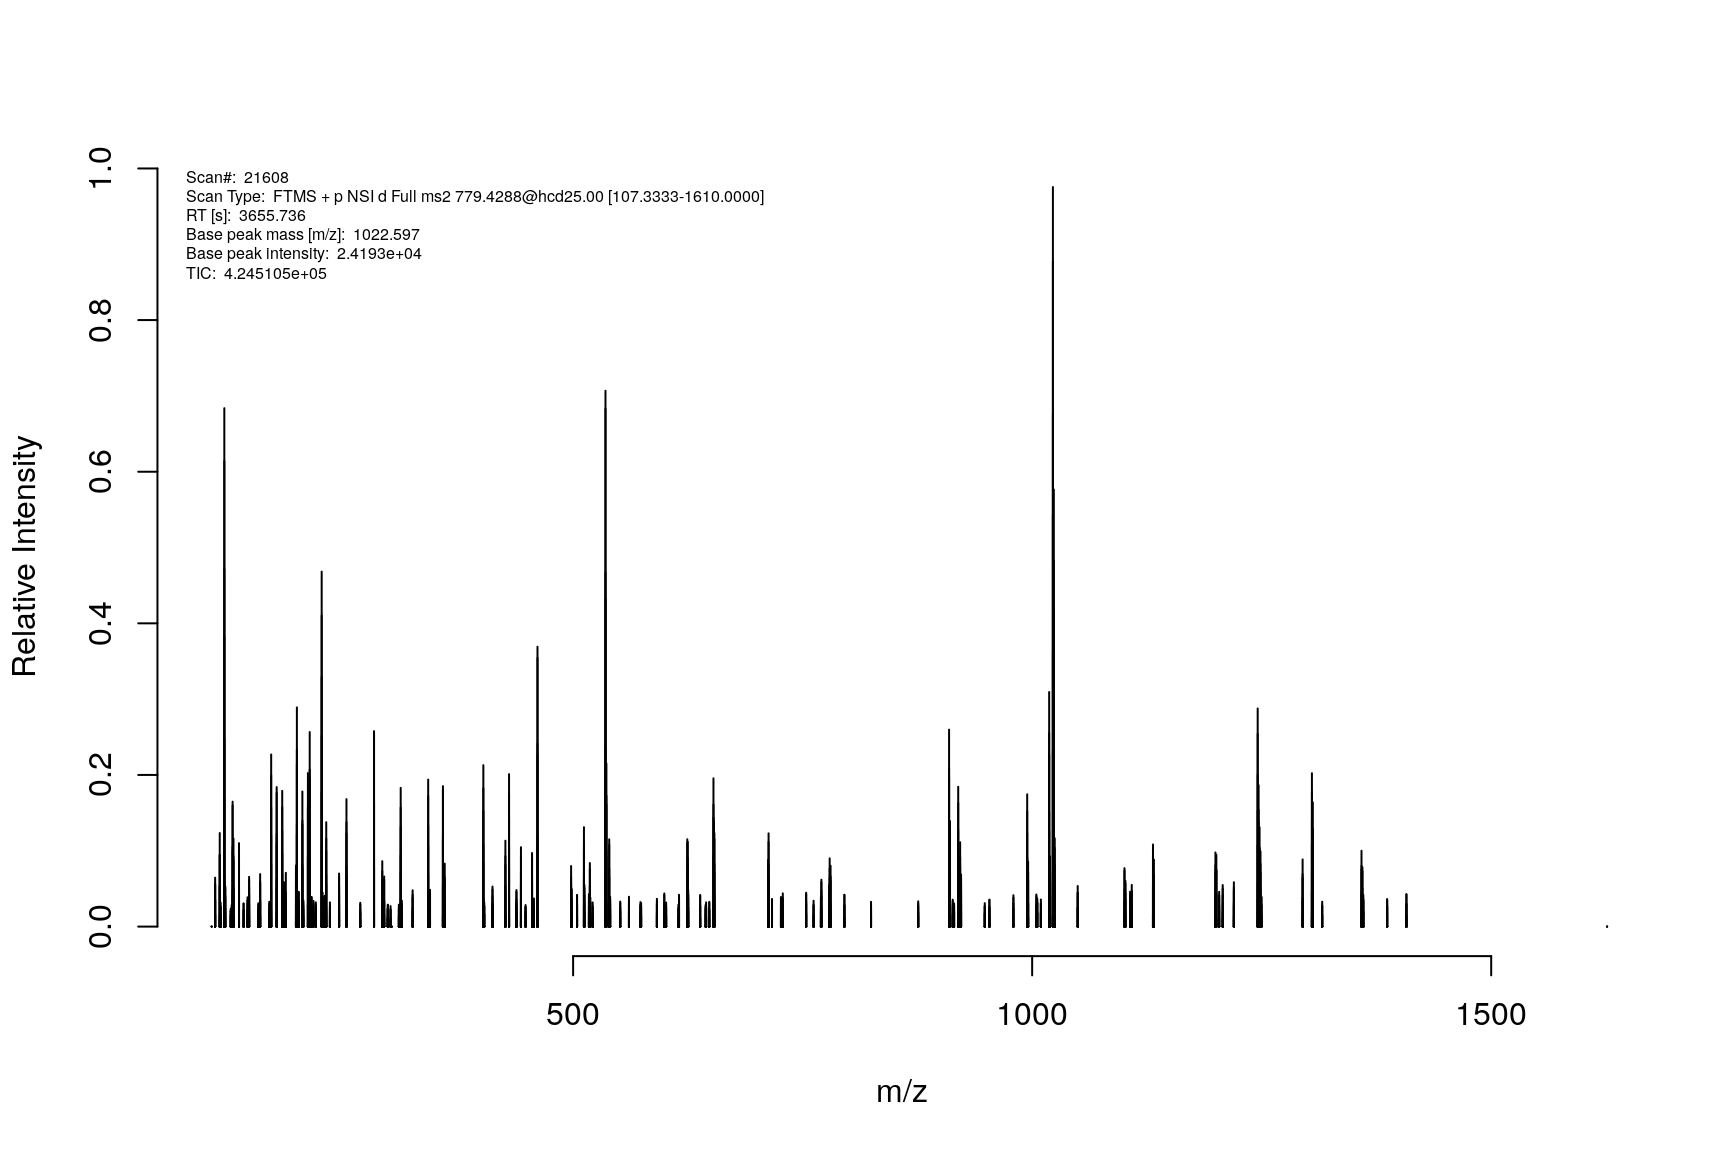 Scan#: 21608
Scan Type: FTMS + p NSI d Full ms2 779.4288@hcd25.00 [107.3333-1610.0000]
RT [s]: 3655.736
Base peak mass [m/z]: 1022.597
Base peak intensity: 2.4193e+04
TIC: 4.245105e+05
1.0
0.8
0.6
0.4
0.2
0.0
Relative Intensity
500 1000 1500
m/z